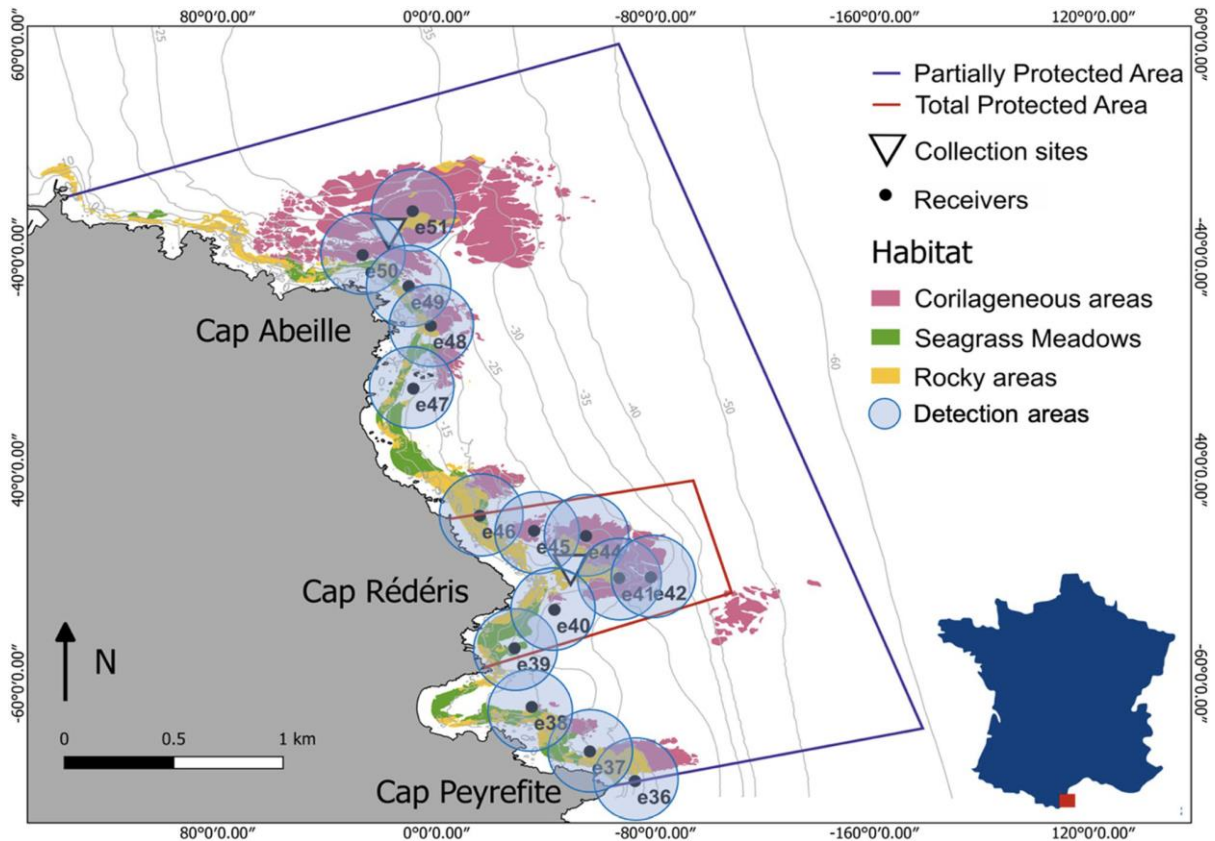 80°0'0.00″ 0°0'0.00″ -80°0'0.00″ -160°0'0.00″ 120°0'0.00″
60°0'0.00″
60°0'0.00″
-25
-35
Partially Protected Area
Total Protected Area
Collection sites
Receivers
Habitat
Corilageneous areas
Seagrass Meadows
Rocky areas
Detection areas
10
-40°0'0.00″
-40°0'0.00″
e51
e50
e49
Cap Abeille
e48
e47
-30
-25
-35
-40
-50
-60
-15
40°0'0.00″
40°0'0.00″
e46
e45
e44
Cap Rédéris
e41
e42
e40
e39
N
-60°0'0.00″
-60°0'0.00″
e38
0 0.5 1 km
e37
Cap Peyrefite
e36
80°0'0.00″ 0°0'0.00″ -80°0'0.00″ -160°0'0.00″ 120°0'0.00″